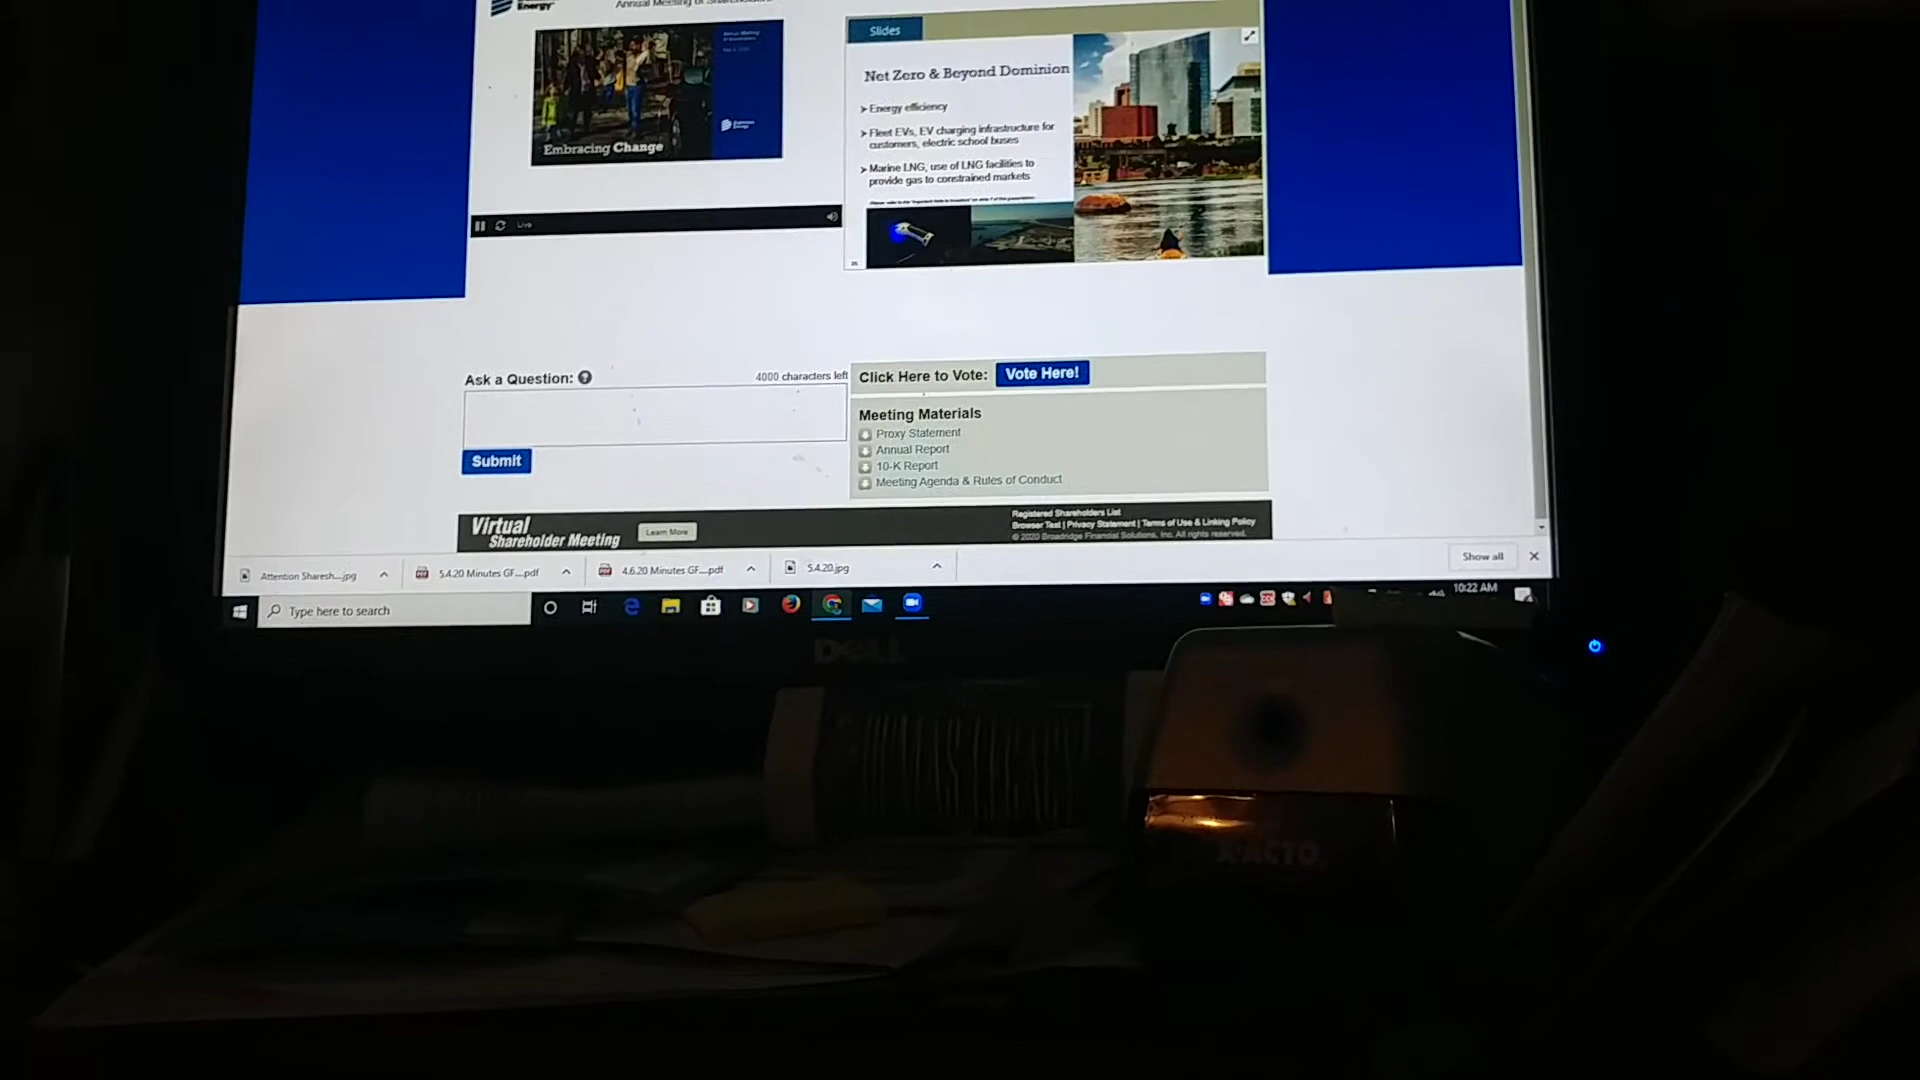 Energy
Annual Meeting of Shareholders
Slides
Net Zero & Beyond Dominion
Energy efficiency
Fleet EVs, EV charging infrastructure for
customers, electric school buses
Marine LNG, use of LNG facilities to
provide gas to constrained markets
Embracing Change
Live
Ask a Question:
4000 characters left
Click Here to Vote: Vote Here!
Meeting Materials
Proxy Statement
Annual Report
10-K Report
Meeting Agenda & Rules of Conduct
Submit
Virtual
Shareholder Meeting
Learn More
Registered Shareholders List
Browser Test | Privacy Statement | Terms of Use & Linking Policy
© 2020 Broadridge Financial Solutions, Inc. All rights reserved.
Attention Sharesh....jpg
5.4.20 Minutes GF....pdf
4.6.20 Minutes GF....pdf
5.4.20.jpg
Show all
Type here to search
10:22 AM
DELL
X-ACTO